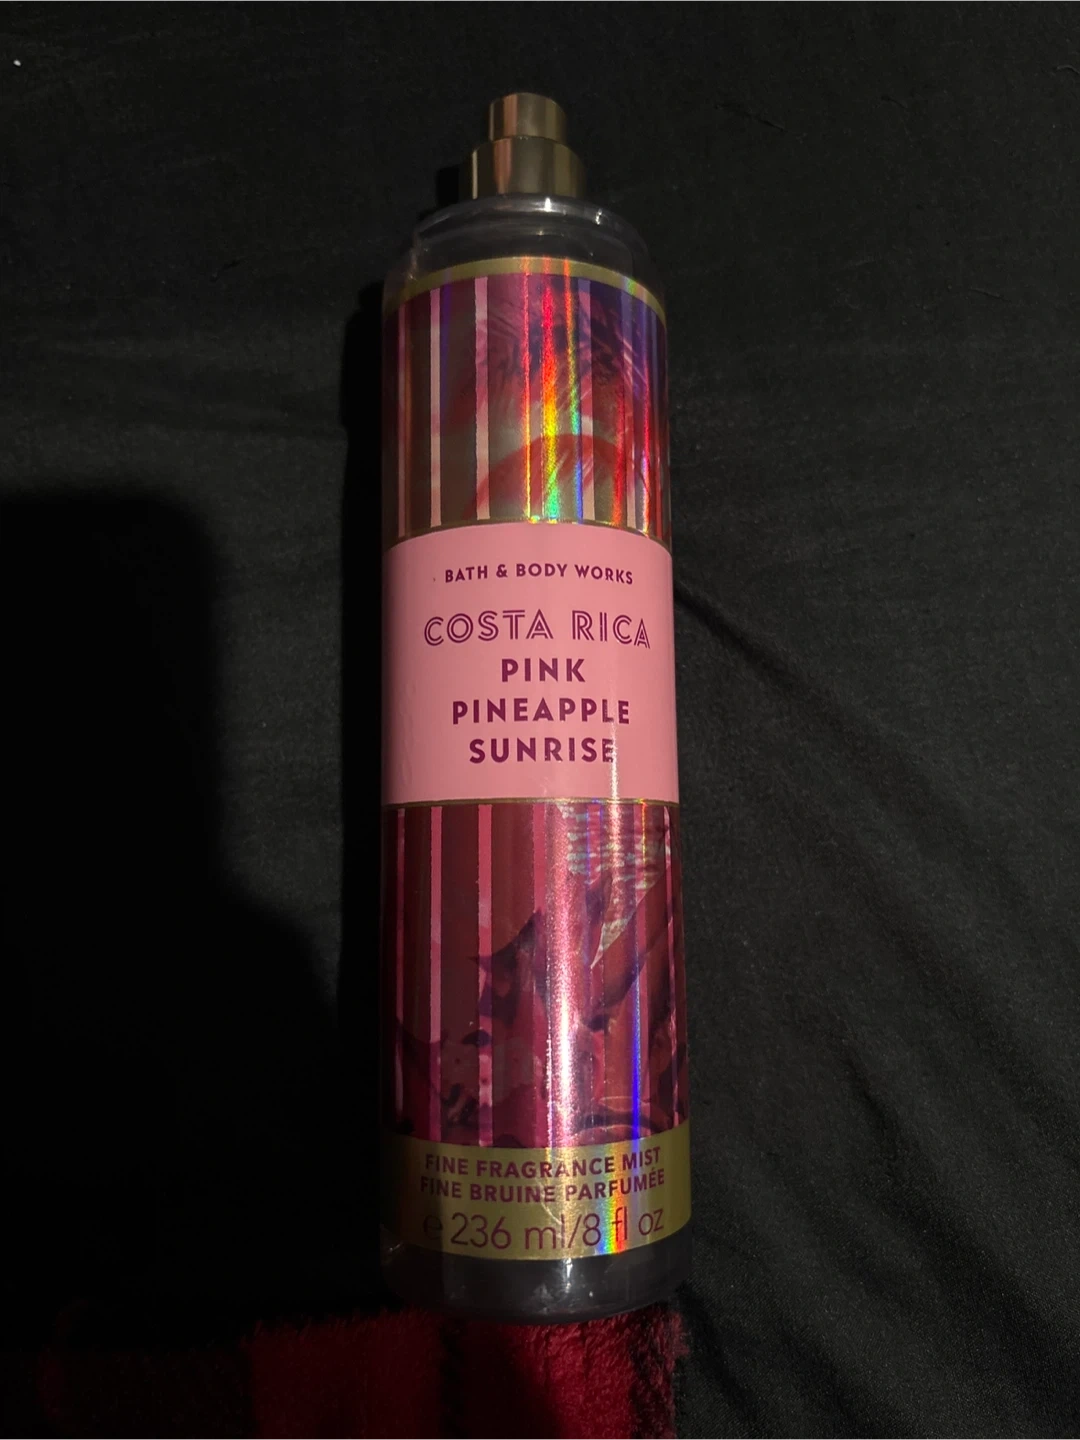 BATH & BODY WORKS
COSTA RICA
PINK
PINEAPPLE
SUNRISE
FINE FRAGRANCE MIST
FINE BRUINE PARFUMÉE
e 236 ml/8 fl oz